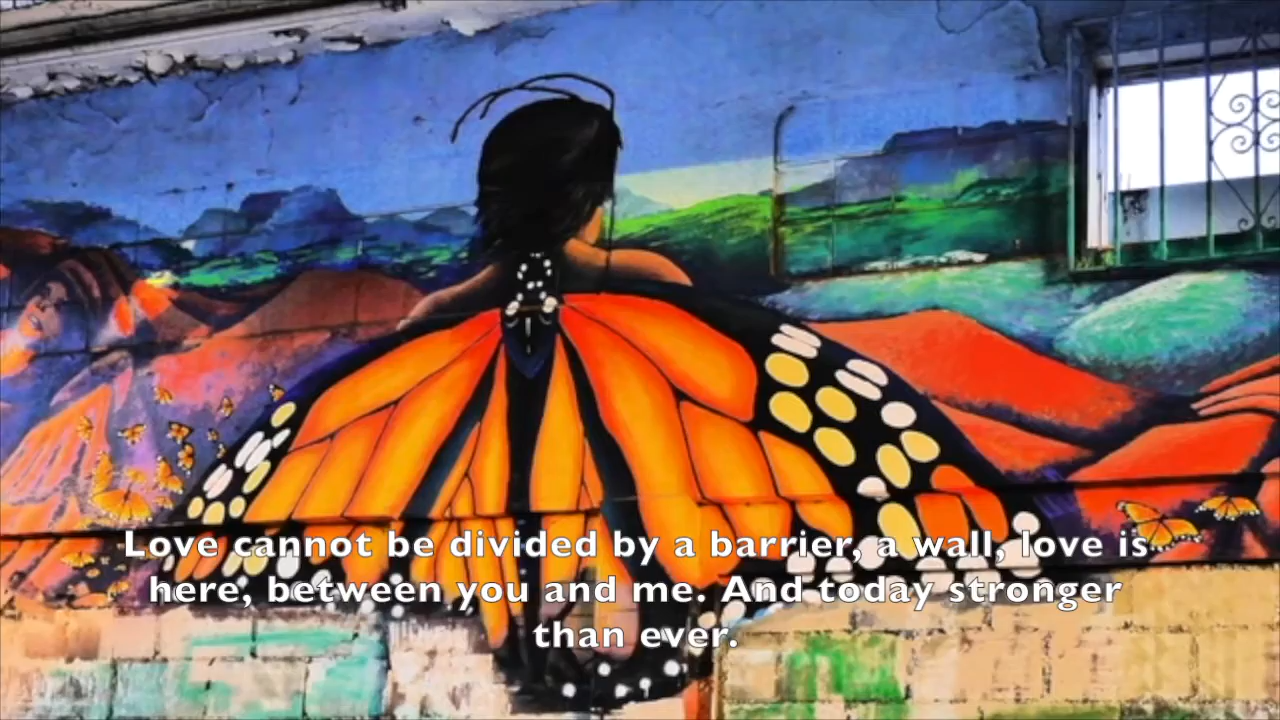 Love cannot be divided by a barrier, a wall, love is
here, between you and me. And today stronger
than ever.